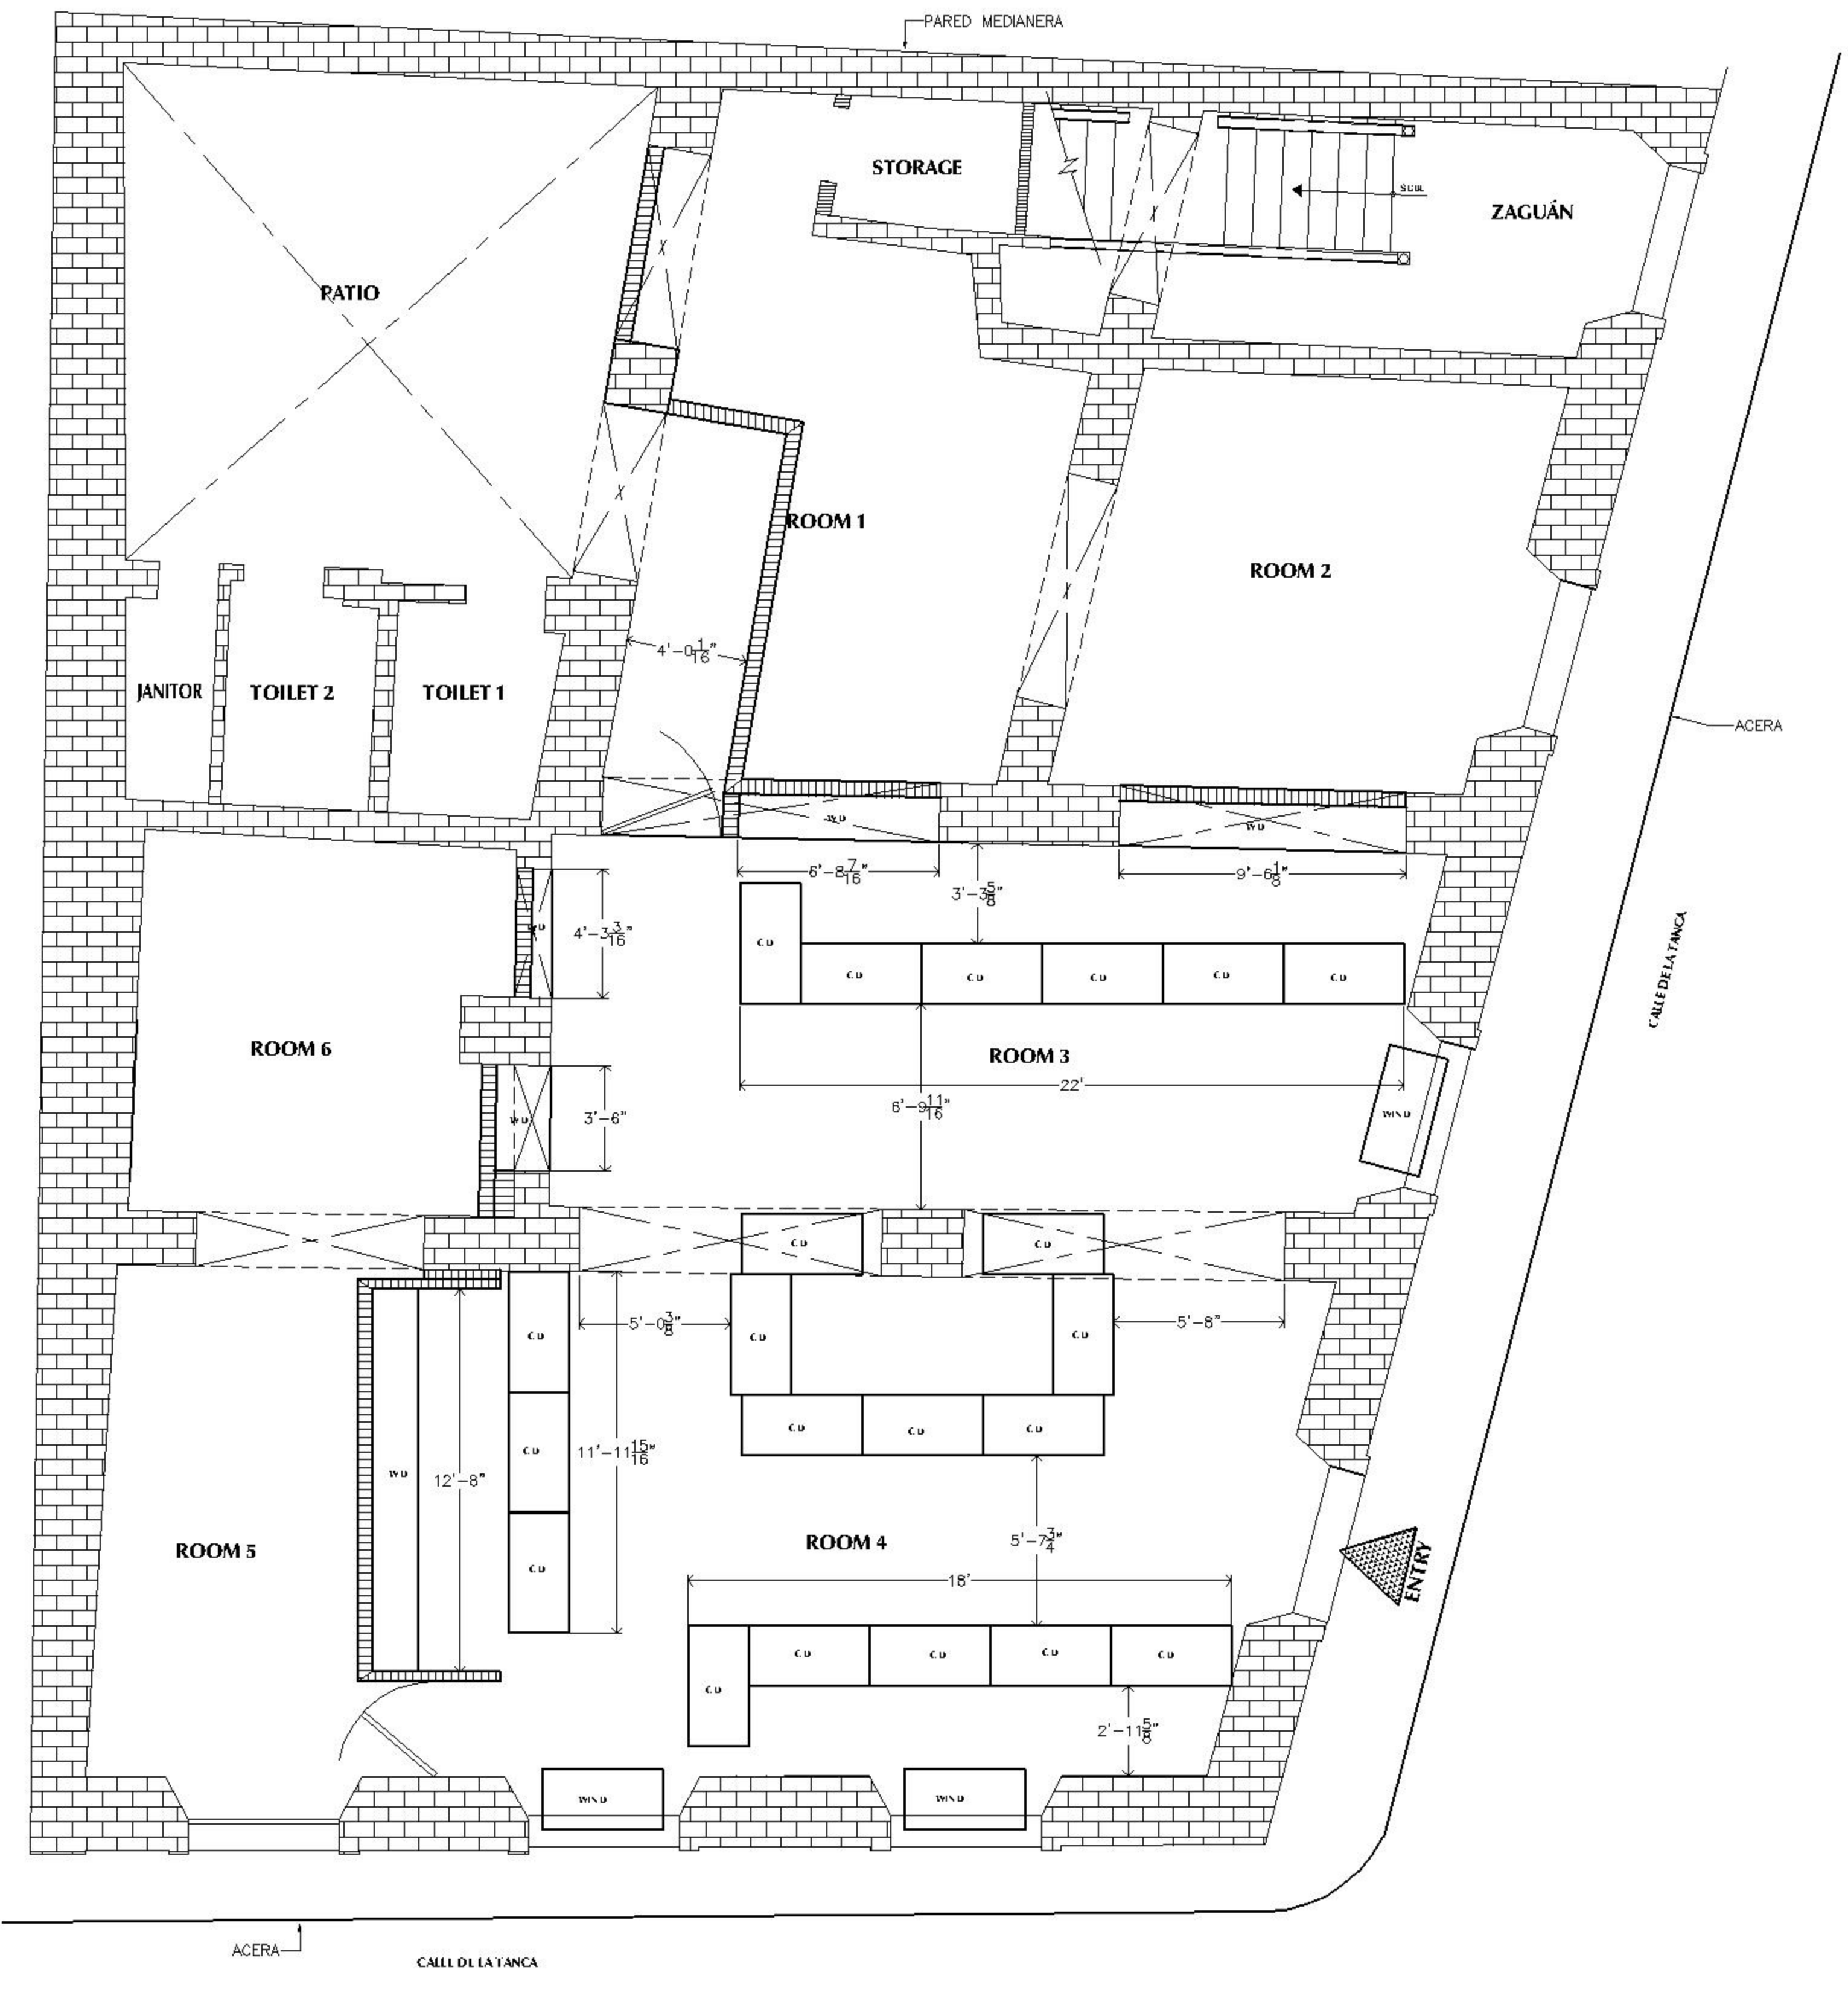 PARED MEDIANERA
STORAGE
SUBE
ZAGUÁN
PATIO
ROOM 1
ROOM 2
4'-0 1/16"
JANITOR
TOILET 2
TOILET 1
ACERA
WD
WD
6'-8 7/16"
9'-6 1/8"
3'-3 5/8"
CALLE DE LA TANCA
WD
4'-3 3/16"
CD
CD
CD
CD
CD
CD
ROOM 6
ROOM 3
22'
6'-9 11/16"
WD
3'-6"
WIND
CD
CD
5'-0 3/8"
5'-8"
CD
CD
CD
CD
CD
CD
CD
11'-11 15/16"
WD
12'-8"
ROOM 5
CD
ROOM 4
5'-7 3/4"
ENTRY
18'
CD
CD
CD
CD
CD
2'-11 5/8"
WIND
WIND
ACERA
CALLE DE LA TANCA